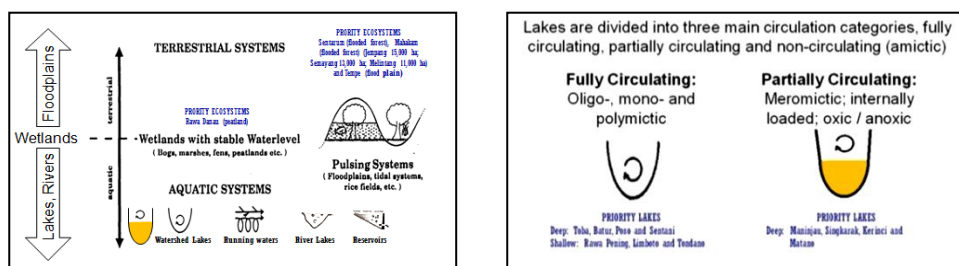 Floodplains
Wetlands
Lakes, Rivers
terrestrial
aquatic
TERRESTRIAL SYSTEMS
PRORITY ECOSYSTEMS
Sentarum (flooded forest), Mahakam
(flooded forest) (Jempang 15,000 ha;
Semayang 13,000 ha; Melintang 11,000 ha)
and Tempe (flood plain)
PRORITY ECOSYSTEMS
Rawa Danau (peatland)
Wetlands with stable Waterlevel
( Bogs, marshes, fens, peatlands etc. )
Pulsing Systems
( Floodplains, tidal systems,
rice fields, etc. )
AQUATIC SYSTEMS
Watershed Lakes
Running waters
River Lakes
Reservoirs
Lakes are divided into three main circulation categories, fully
circulating, partially circulating and non-circulating (amictic)
Fully Circulating:
Oligo-, mono- and
polymictic
PRIORITY LAKES
Deep: Toba, Batur, Poso and Sentani
Shallow: Rawa Pening, Limboto and Tondano
Partially Circulating:
Meromictic; internally
loaded; oxic / anoxic
PRIORITY LAKES
Deep: Maninjau, Singkarak, Kerinci and
Matano